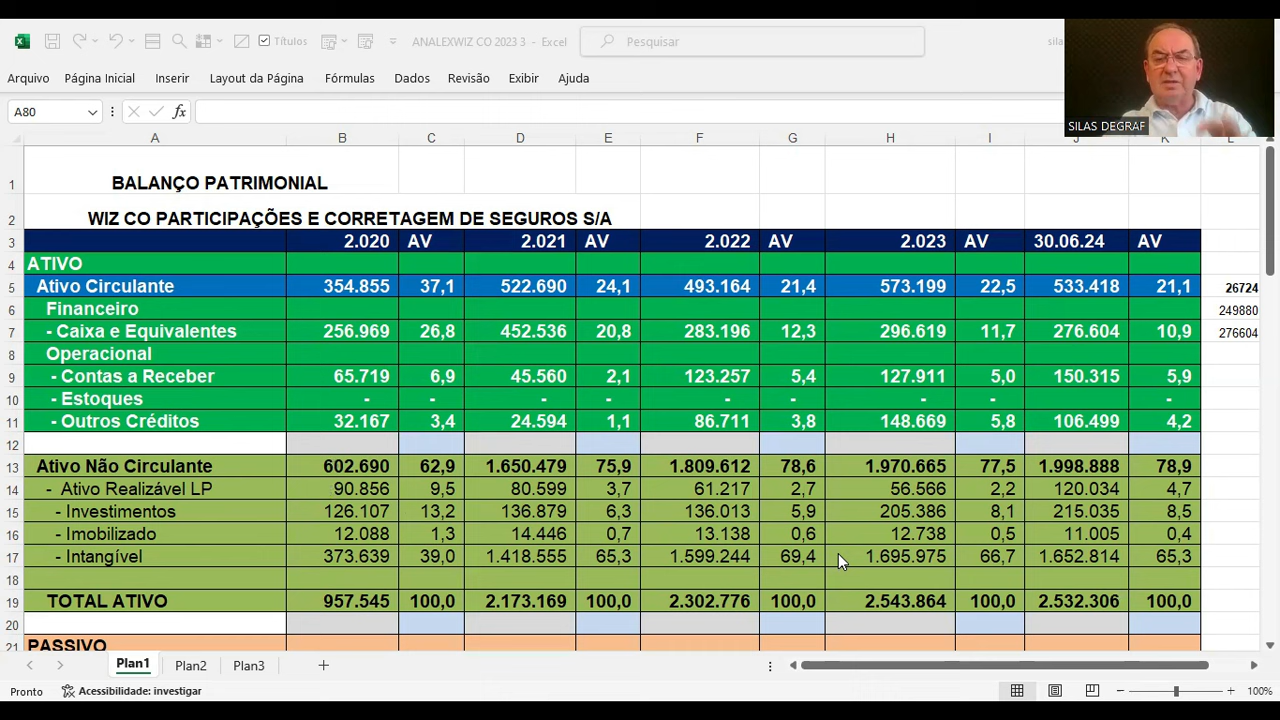 Títulos
ANALEXWIZ CO 2023 3 - Excel
Pesquisar
Arquivo Página Inicial Inserir Layout da Página Fórmulas Dados Revisão Exibir Ajuda
SILAS DEGRAF
A80 fx
A B C D E F G H I J K L
1 BALANÇO PATRIMONIAL
2 WIZ CO PARTICIPAÇÕES E CORRETAGEM DE SEGUROS S/A
3 2.020 AV 2.021 AV 2.022 AV 2.023 AV 30.06.24 AV
4 ATIVO
5 Ativo Circulante 354.855 37,1 522.690 24,1 493.164 21,4 573.199 22,5 533.418 21,1 26724
6 Financeiro 249880
7 - Caixa e Equivalentes 256.969 26,8 452.536 20,8 283.196 12,3 296.619 11,7 276.604 10,9 276604
8 Operacional
9 - Contas a Receber 65.719 6,9 45.560 2,1 123.257 5,4 127.911 5,0 150.315 5,9
10 - Estoques - - - - - - - - -
11 - Outros Créditos 32.167 3,4 24.594 1,1 86.711 3,8 148.669 5,8 106.499 4,2
12
13 Ativo Não Circulante 602.690 62,9 1.650.479 75,9 1.809.612 78,6 1.970.665 77,5 1.998.888 78,9
14 - Ativo Realizável LP 90.856 9,5 80.599 3,7 61.217 2,7 56.566 2,2 120.034 4,7
15 - Investimentos 126.107 13,2 136.879 6,3 136.013 5,9 205.386 8,1 215.035 8,5
16 - Imobilizado 12.088 1,3 14.446 0,7 13.138 0,6 12.738 0,5 11.005 0,4
17 - Intangível 373.639 39,0 1.418.555 65,3 1.599.244 69,4 1.695.975 66,7 1.652.814 65,3
18
19 TOTAL ATIVO 957.545 100,0 2.173.169 100,0 2.302.776 100,0 2.543.864 100,0 2.532.306 100,0
20
21 PASSIVO
Plan1 Plan2 Plan3
Pronto Acessibilidade: investigar 100%